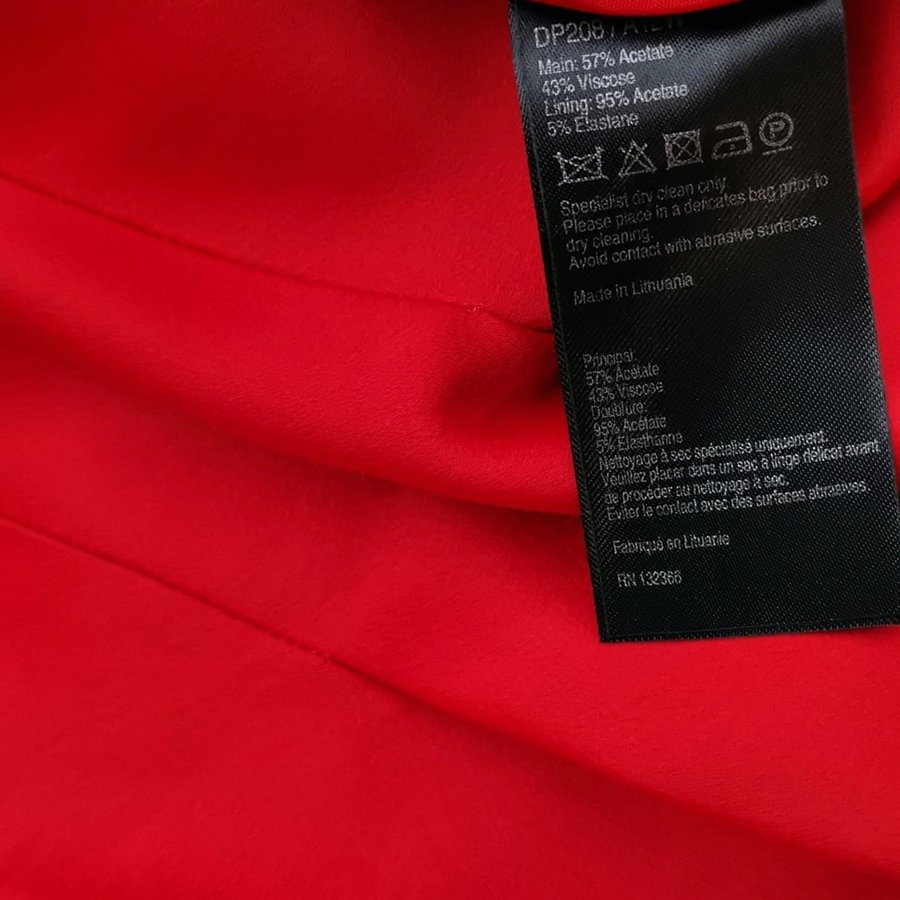 Main: 57% Acetate
43% Viscose
Lining: 95% Acetate
5% Elastane
P
Specialist dry clean only.
Please place in a delicates bag prior to
dry cleaning.
Avoid contact with abrasive surfaces.
Made in Lithuania
Principal.
57% Acétate
43% Viscose
Doublure.
95% Acétate
5% Elasthanne
Nettoyage à sec spécialisé uniquement.
Veuillez placer dans un sac à linge délicat avant
de procéder au nettoyage à sec.
Eviter le contact avec des surfaces abrasives.
Fabriqué en Lituanie
RN 132366